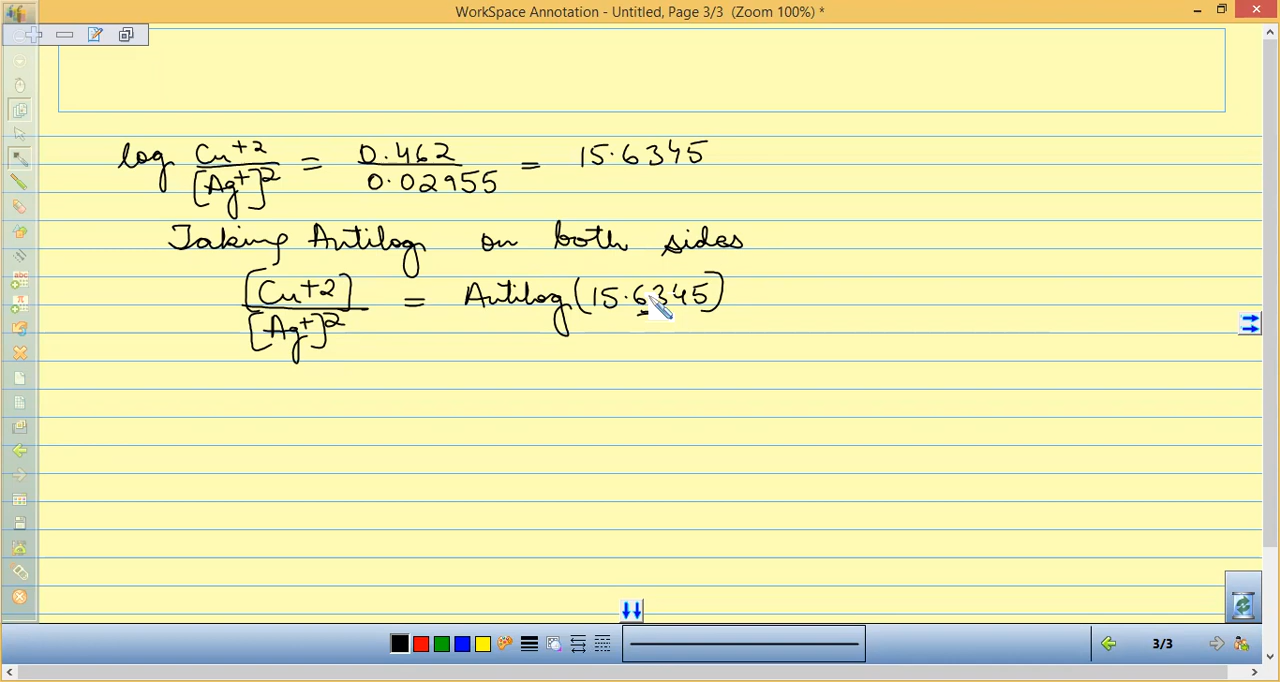 WorkSpace Annotation - Untitled, Page 3/3 (Zoom 100%) *
log Cu+2 / [Ag+]2 = 0.462 / 0.02955 = 15.6345
Taking Antilog on both sides
[Cu+2] / [Ag+]2 = Antilog(15.6345)
3/3